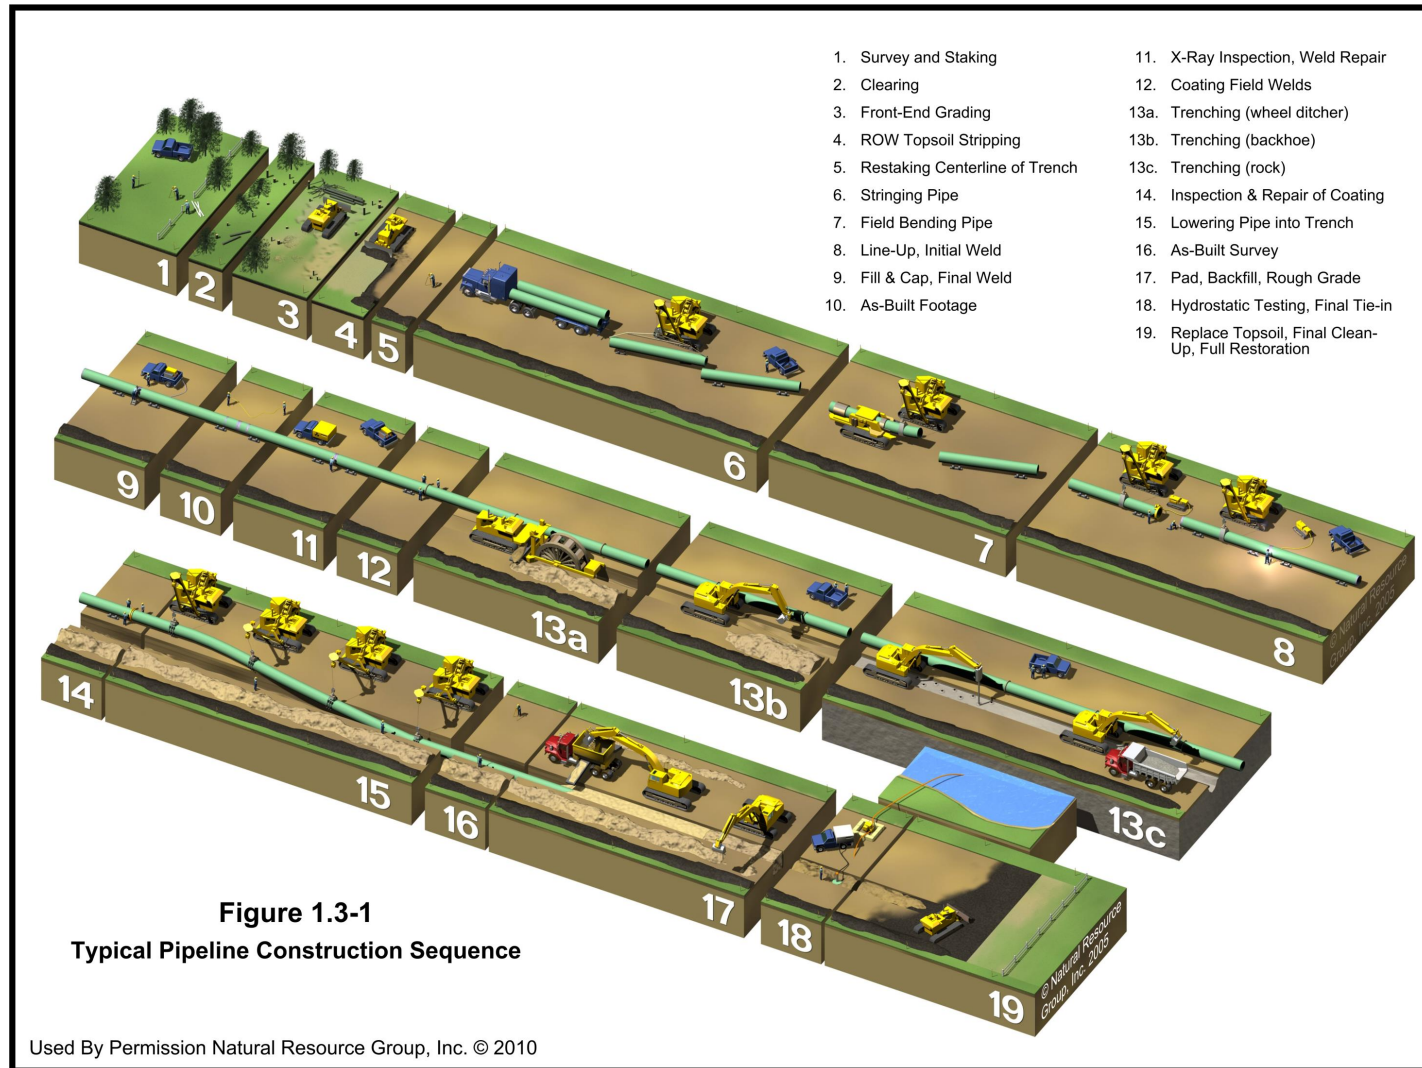 1. Survey and Staking
2. Clearing
3. Front-End Grading
4. ROW Topsoil Stripping
5. Restaking Centerline of Trench
6. Stringing Pipe
7. Field Bending Pipe
8. Line-Up, Initial Weld
9. Fill & Cap, Final Weld
10. As-Built Footage
11. X-Ray Inspection, Weld Repair
12. Coating Field Welds
13a. Trenching (wheel ditcher)
13b. Trenching (backhoe)
13c. Trenching (rock)
14. Inspection & Repair of Coating
15. Lowering Pipe into Trench
16. As-Built Survey
17. Pad, Backfill, Rough Grade
18. Hydrostatic Testing, Final Tie-in
19. Replace Topsoil, Final Clean-
Up, Full Restoration
1
2
3
4
5
6
7
8
© Natural Resource
Group, Inc. 2005
9
10
11
12
13a
13b
13c
14
15
16
17
18
19
© Natural Resource
Group, Inc. 2005
Figure 1.3-1
Typical Pipeline Construction Sequence
Used By Permission Natural Resource Group, Inc. © 2010